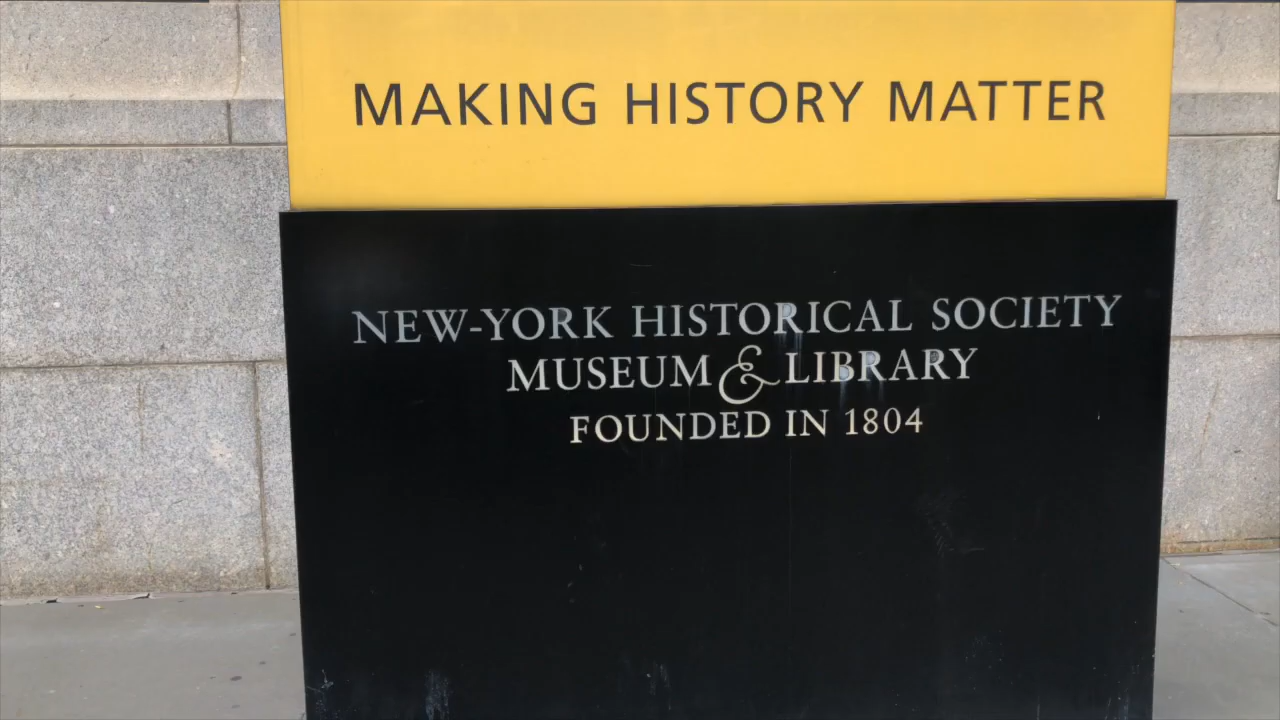 MAKING HISTORY MATTER
NEW-YORK HISTORICAL SOCIETY
MUSEUM & LIBRARY
FOUNDED IN 1804